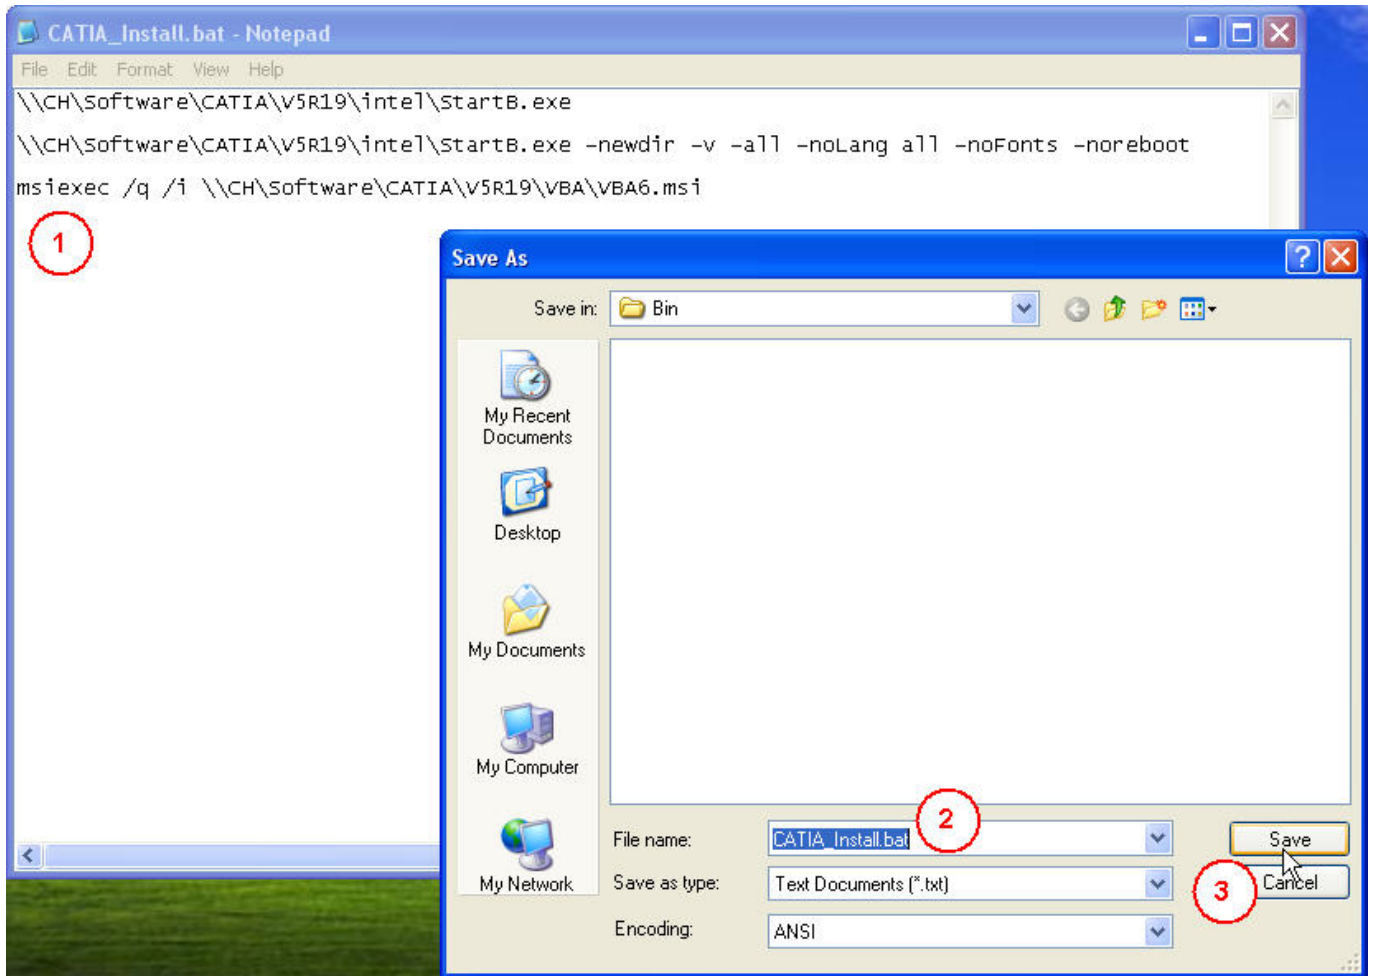 CATIA_Install.bat - Notepad
File Edit Format View Help
\\CH\Software\CATIA\V5R19\intel\StartB.exe
\\CH\Software\CATIA\V5R19\intel\StartB.exe -newdir -v -all -noLang all -noFonts -noreboot
msiexec /q /i \\CH\Software\CATIA\V5R19\VBA\VBA6.msi
1
Save As
Save in: Bin
My Recent
Documents
Desktop
My Documents
My Computer
My Network
2
File name: CATIA_Install.bat Save
Save as type: Text Documents (*.txt) Cancel
3
Encoding: ANSI